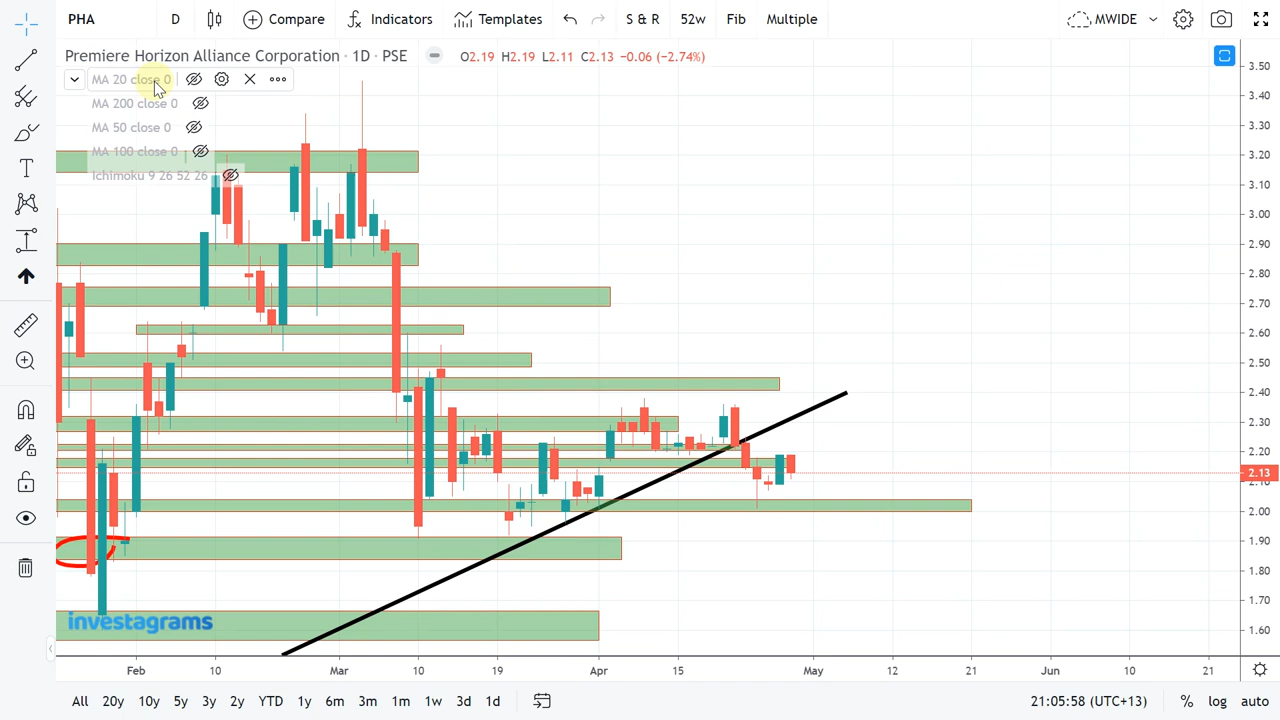 PHA D Compare Indicators Templates S & R 52w Fib Multiple MWIDE
Premiere Horizon Alliance Corporation · 1D · PSE O2.19 H2.19 L2.11 C2.13 −0.06 (−2.74%)
MA 20 close 0
MA 200 close 0
MA 50 close 0
MA 100 close 0
Ichimoku 9 26 52 26
3.50
3.40
3.30
3.20
3.10
3.00
2.90
2.80
2.70
2.60
2.50
2.40
2.30
2.20
2.13
2.10
2.00
1.90
1.80
1.70
1.60
investagrams
Feb 10 Mar 10 19 Apr 15 May 12 21 Jun 10 21
All 20y 10y 5y 3y 2y YTD 1y 6m 3m 1m 1w 3d 1d 21:05:58 (UTC+13) % log auto